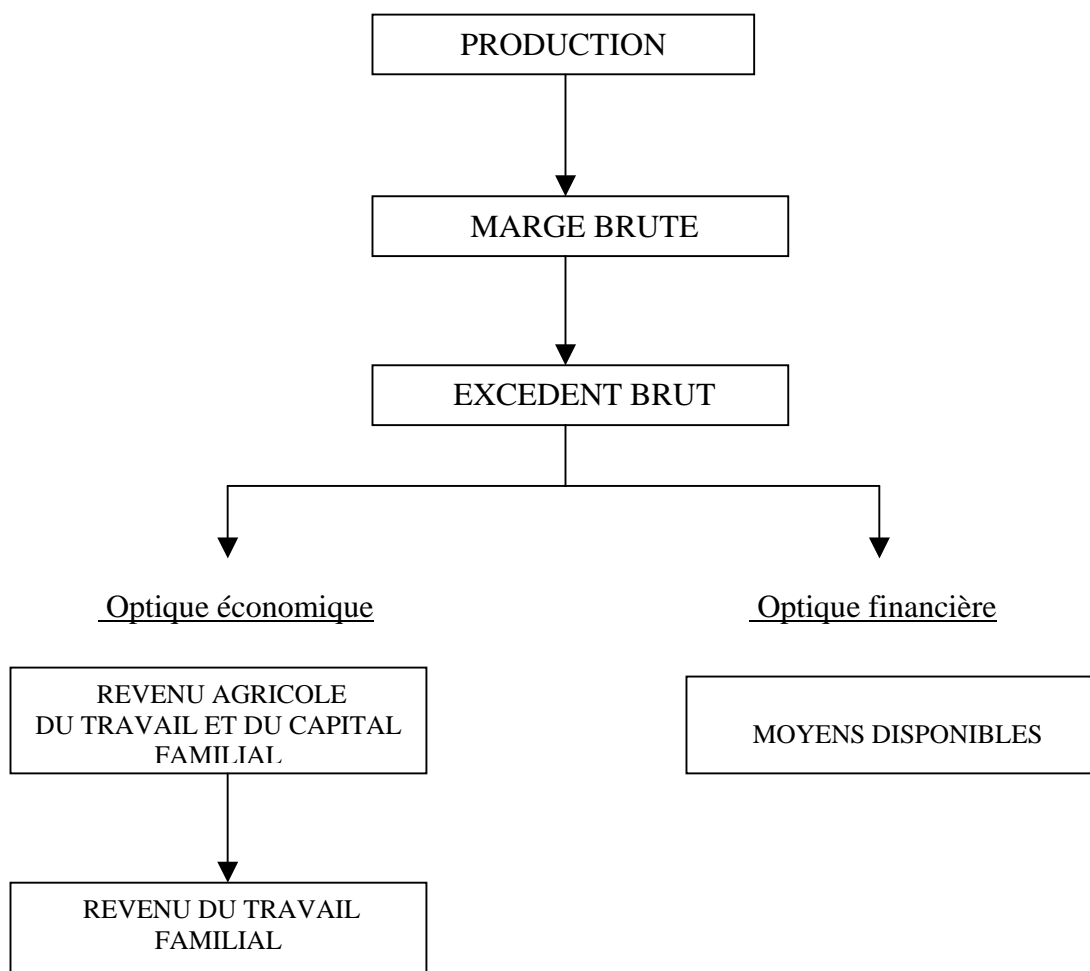 PRODUCTION
MARGE BRUTE
EXCEDENT BRUT
Optique économique
Optique financière
REVENU AGRICOLE
DU TRAVAIL ET DU CAPITAL
FAMILIAL
MOYENS DISPONIBLES
REVENU DU TRAVAIL
FAMILIAL